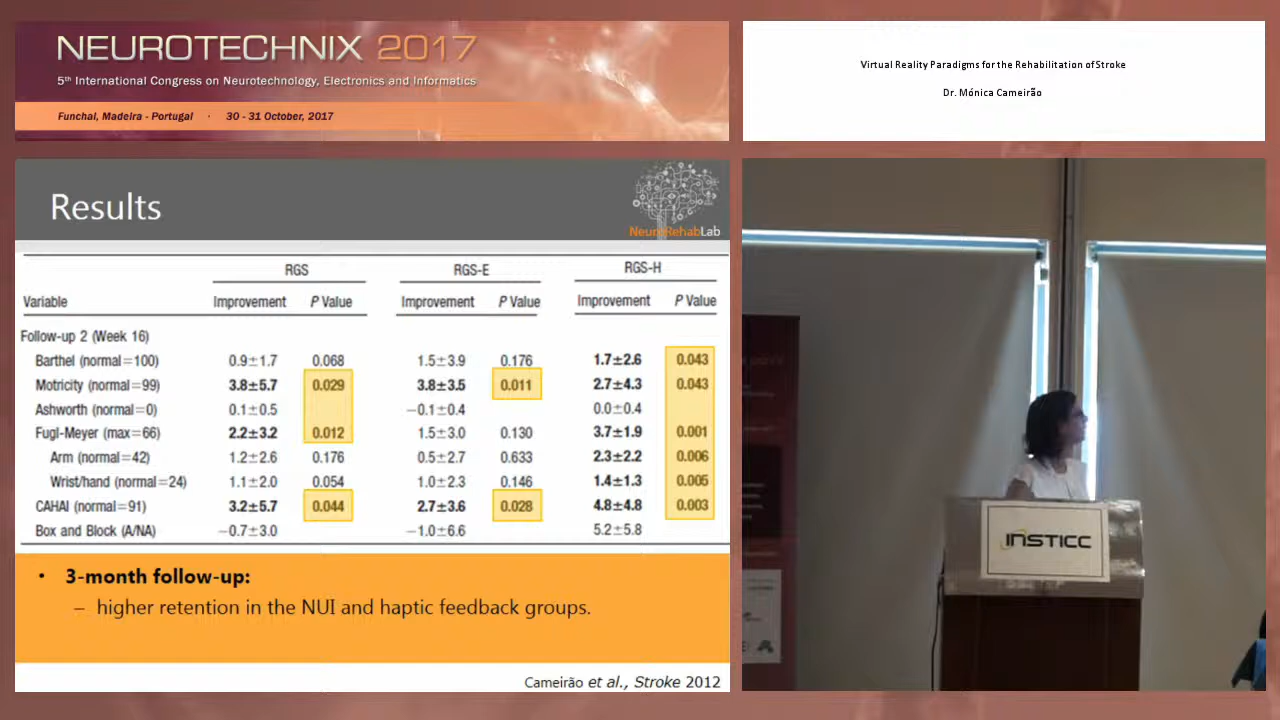 NEUROTECHNIX 2017
5th International Congress on Neurotechnology, Electronics and Informatics
Funchal, Madeira - Portugal · 30 - 31 October, 2017
Virtual Reality Paradigms for the Rehabilitation of Stroke
Dr. Mónica Cameirão
Results
NeuroRehabLab
RGS RGS-E RGS-H
Variable Improvement P Value Improvement P Value Improvement P Value
Follow-up 2 (Week 16)
Barthel (normal=100) 0.9±1.7 0.068 1.5±3.9 0.176 1.7±2.6 0.043
Motricity (normal=99) 3.8±5.7 0.029 3.8±3.5 0.011 2.7±4.3 0.043
Ashworth (normal=0) 0.1±0.5 −0.1±0.4 0.0±0.4
Fugl-Meyer (max=66) 2.2±3.2 0.012 1.5±3.0 0.130 3.7±1.9 0.001
Arm (normal=42) 1.2±2.6 0.176 0.5±2.7 0.633 2.3±2.2 0.006
Wrist/hand (normal=24) 1.1±2.0 0.054 1.0±2.3 0.146 1.4±1.3 0.005
CAHAI (normal=91) 3.2±5.7 0.044 2.7±3.6 0.028 4.8±4.8 0.003
Box and Block (A/NA) −0.7±3.0 −1.0±6.6 5.2±5.8
• 3-month follow-up:
– higher retention in the NUI and haptic feedback groups.
Cameirão et al., Stroke 2012
INSTICC